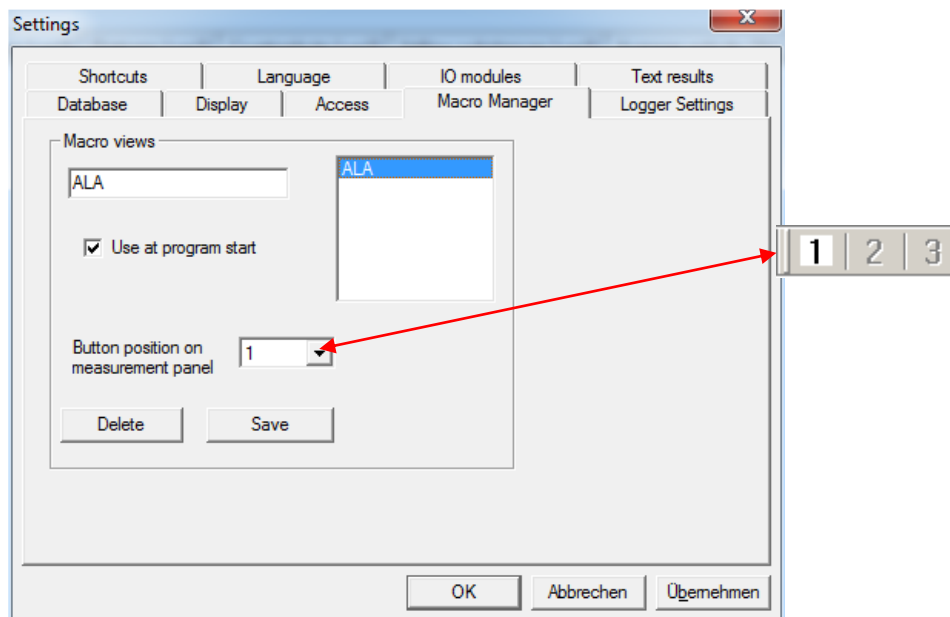 Settings
X
Shortcuts Language IO modules Text results
Database Display Access Macro Manager Logger Settings
Macro views
ALA
ALA
Use at program start
1 2 3
Button position on
measurement panel
1
Delete Save
OK Abbrechen Übernehmen